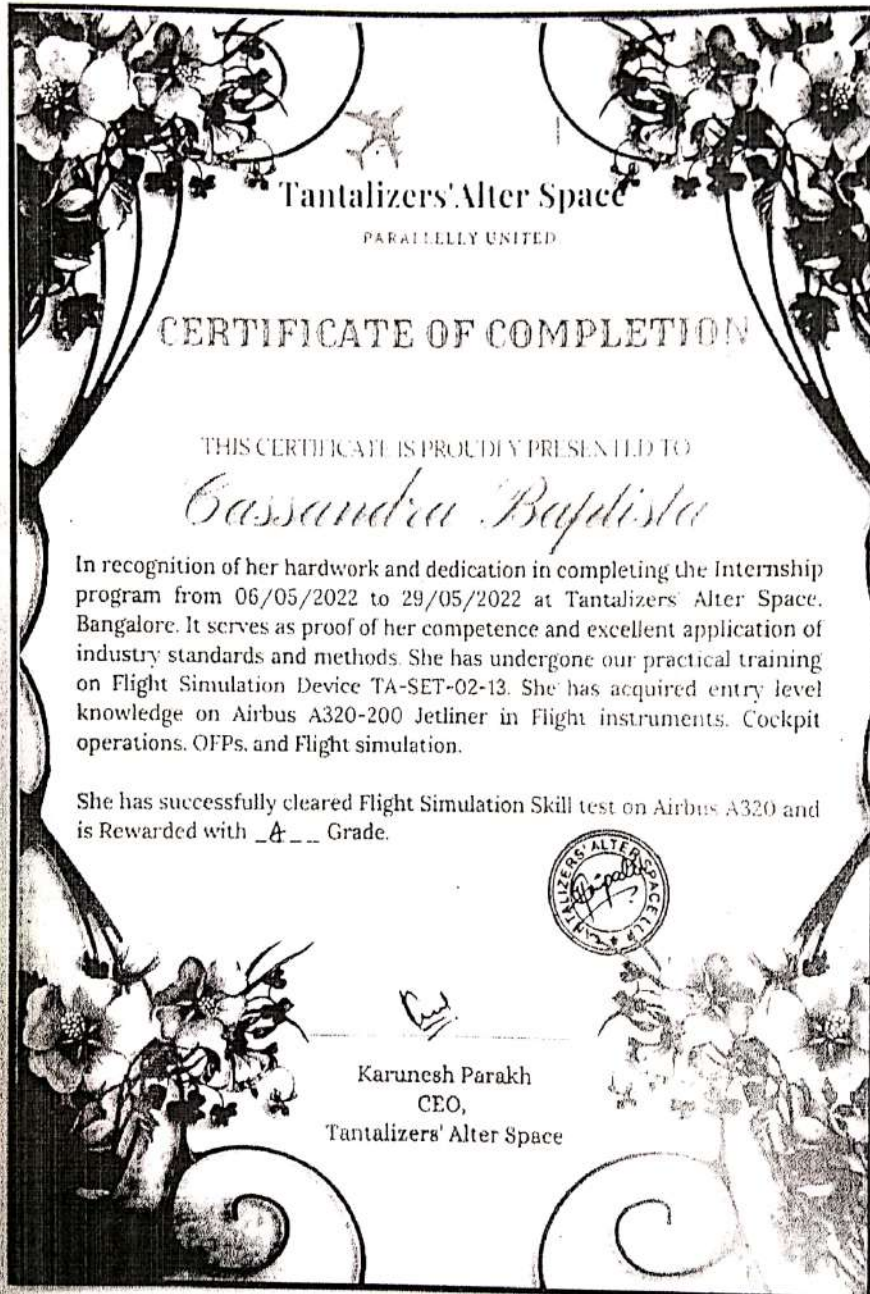 Tantalizers' Alter Space
PARALLELLY UNITED
CERTIFICATE OF COMPLETION
THIS CERTIFICATE IS PROUDLY PRESENTED TO
Cassandra Baptista
In recognition of her hardwork and dedication in completing the Internship
program from 06/05/2022 to 29/05/2022 at Tantalizers' Alter Space,
Bangalore. It serves as proof of her competence and excellent application of
industry standards and methods. She has undergone our practical training
on Flight Simulation Device TA-SET-02-13. She has acquired entry level
knowledge on Airbus A320-200 Jetliner in Flight instruments. Cockpit
operations. OFPs, and Flight simulation.
She has successfully cleared Flight Simulation Skill test on Airbus A320 and
is Rewarded with _A___ Grade.
TANTALIZERS' ALTER SPACE LLP
Karunesh Parakh
CEO,
Tantalizers' Alter Space